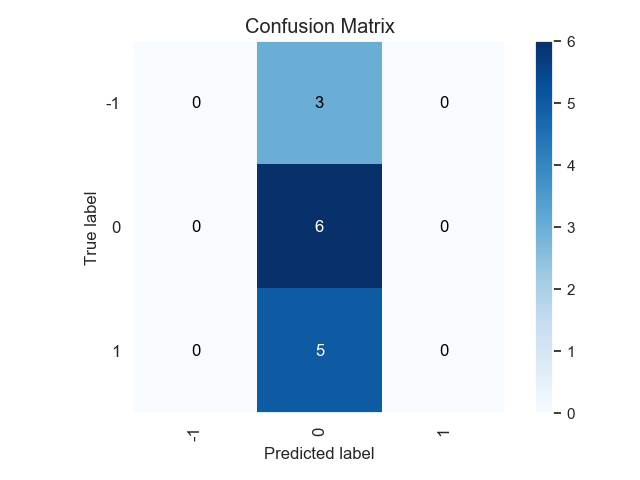 Confusion Matrix
6
-1 0 3 0
5
4
True label
0 0 6 0
3
2
1 0 5 0
1
0
-1 0 1
Predicted label